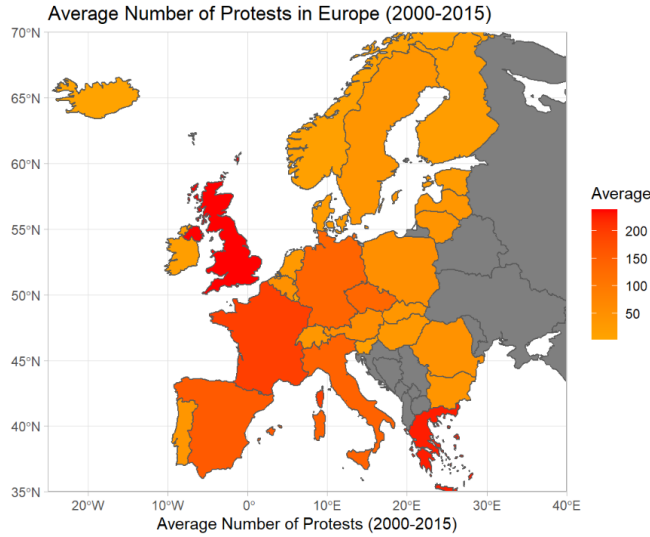 Average Number of Protests in Europe (2000-2015)
70°N
65°N
60°N
55°N
50°N
45°N
40°N
35°N
20°W 10°W 0° 10°E 20°E 30°E 40°E
Average Number of Protests (2000-2015)
Average
200
150
100
50